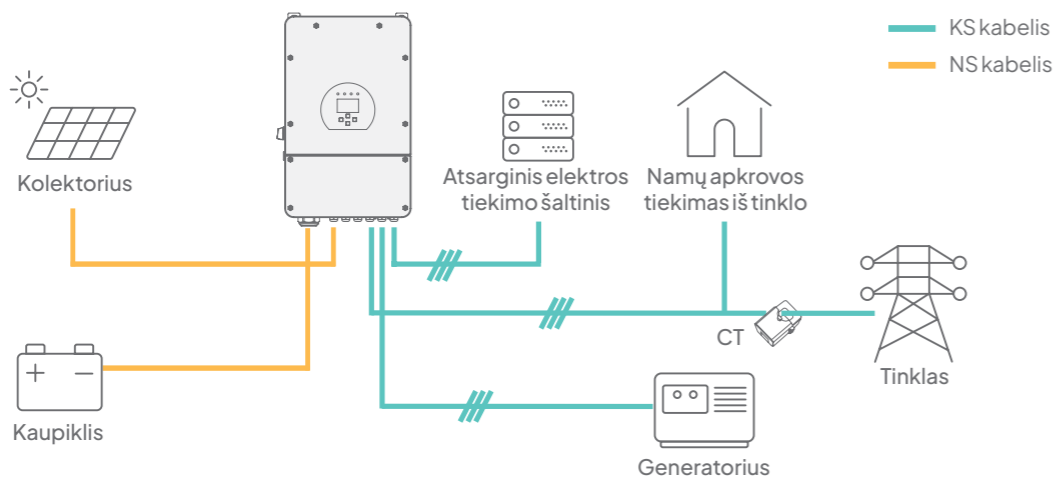 KS kabelis
NS kabelis
Kolektorius
Atsarginis elektros
tiekimo šaltinis
Namų apkrovos
tiekimas iš tinklo
CT
Tinklas
Kaupiklis
Generatorius